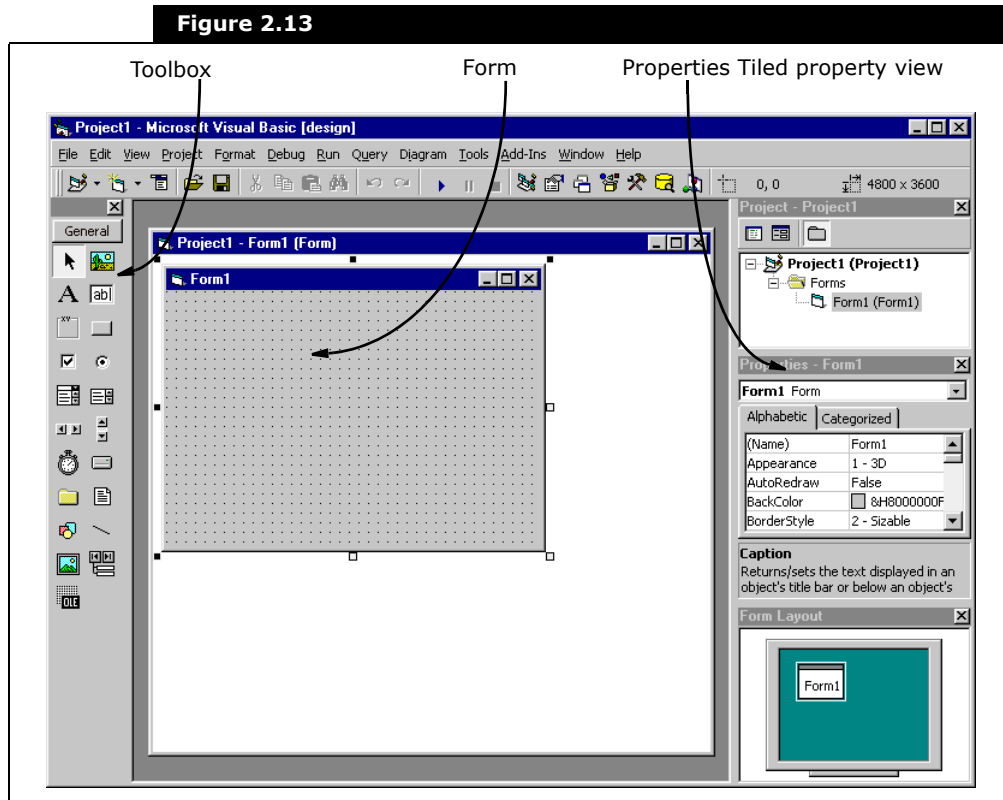 Figure 2.13
Toolbox
Form
Properties Tiled property view
Project1 - Microsoft Visual Basic [design]
File Edit View Project Format Debug Run Query Diagram Tools Add-Ins Window Help
0, 0
4800 x 3600
General
A
ab|
XY
OLE
Project1 - Form1 (Form)
Form1
Project - Project1
Project1 (Project1)
Forms
Form1 (Form1)
Properties - Form1
Form1 Form
Alphabetic Categorized
(Name) Form1
Appearance 1 - 3D
AutoRedraw False
BackColor &H8000000F
BorderStyle 2 - Sizable
Caption
Returns/sets the text displayed in an
object's title bar or below an object's
Form Layout
Form1